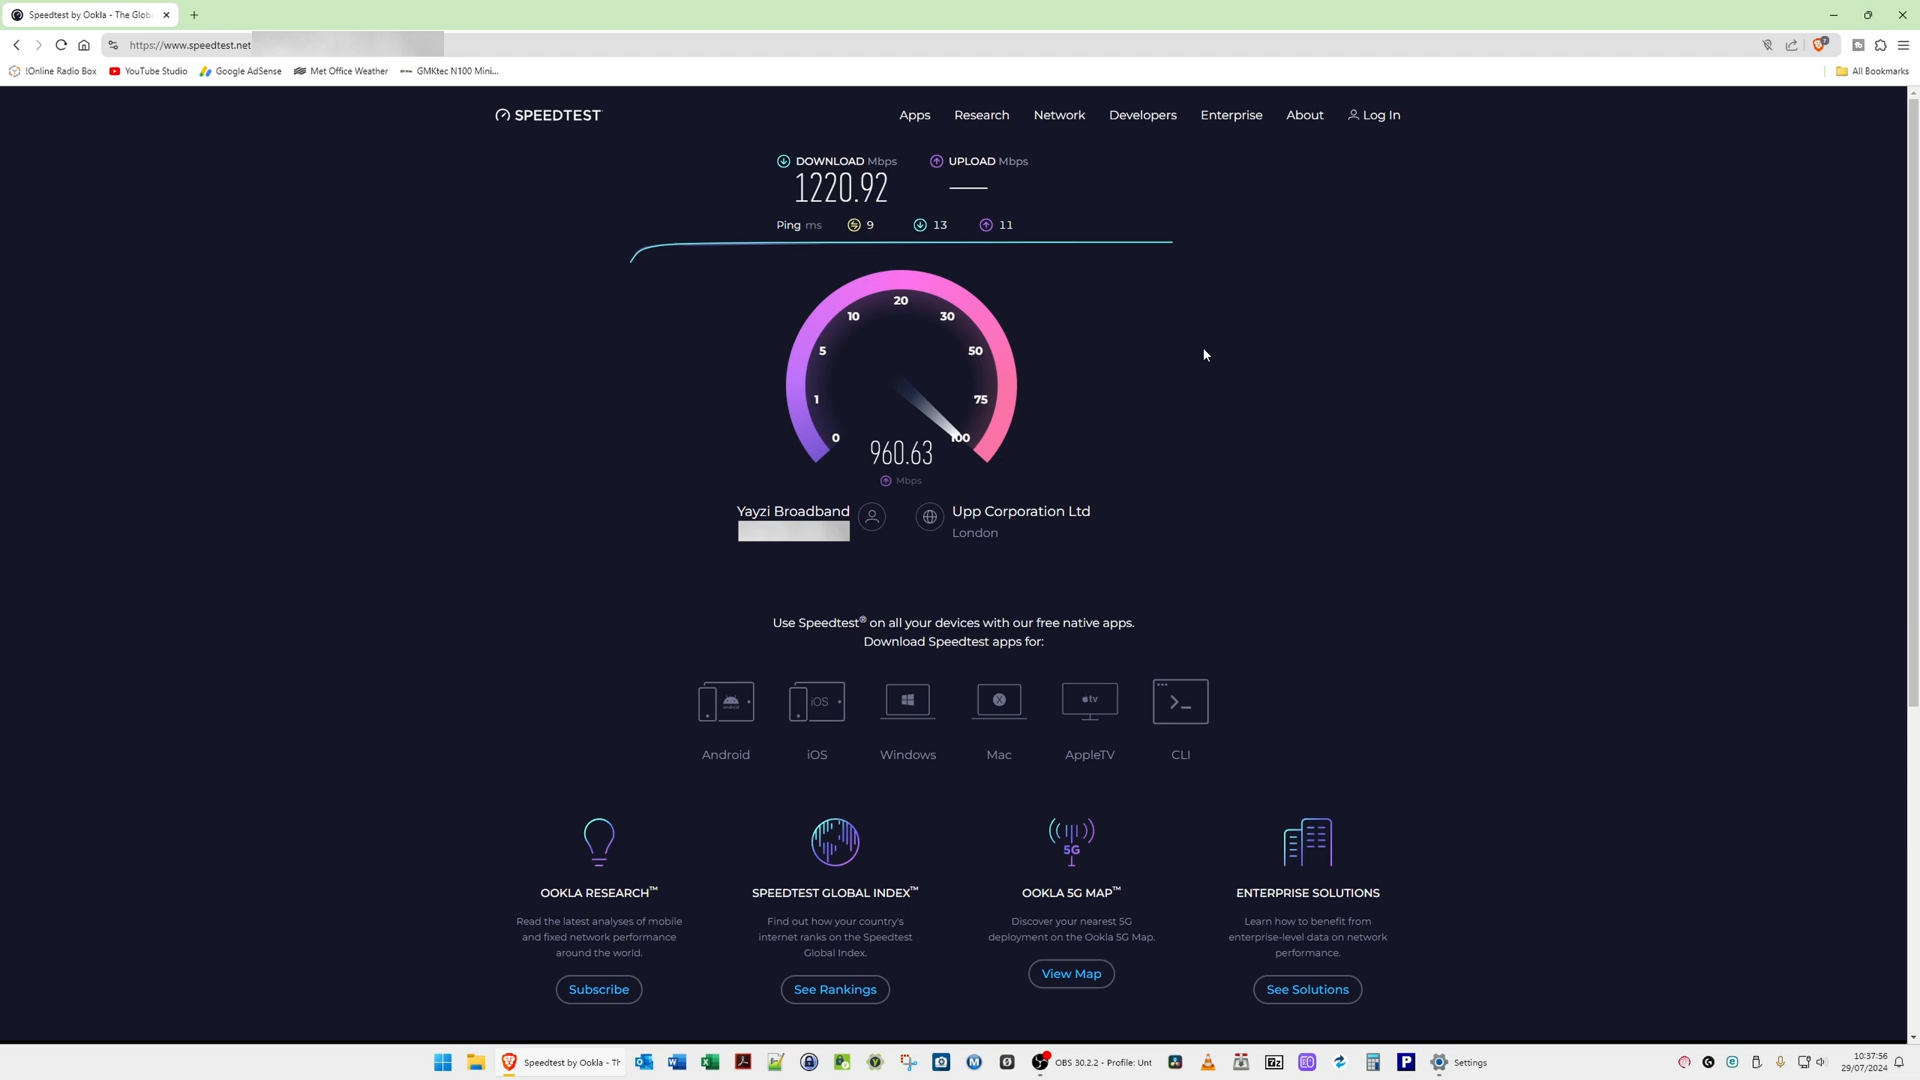 Speedtest by Ookla - The Glob
https://www.speedtest.net
7
!Online Radio Box
YouTube Studio
Google AdSense
Met Office Weather
GMKtec N100 Mini...
All Bookmarks
SPEEDTEST
Apps
Research
Network
Developers
Enterprise
About
Log In
DOWNLOAD Mbps
UPLOAD Mbps
1220.92
Ping ms
9
13
11
0
1
5
10
20
30
50
75
100
960.63
Mbps
Yayzi Broadband
Upp Corporation Ltd
London
Use Speedtest® on all your devices with our free native apps.
Download Speedtest apps for:
android
iOS
X
tv
>_
Android
iOS
Windows
Mac
AppleTV
CLI
5G
OOKLA RESEARCH™
SPEEDTEST GLOBAL INDEX™
OOKLA 5G MAP™
ENTERPRISE SOLUTIONS
Read the latest analyses of mobile
and fixed network performance
around the world.
Find out how your country's
internet ranks on the Speedtest
Global Index.
Discover your nearest 5G
deployment on the Ookla 5G Map.
Learn how to benefit from
enterprise-level data on network
performance.
Subscribe
See Rankings
View Map
See Solutions
Speedtest by Ookla - Th
OBS 30.2.2 - Profile: Unt
7z
P
Settings
10:37:56
29/07/2024